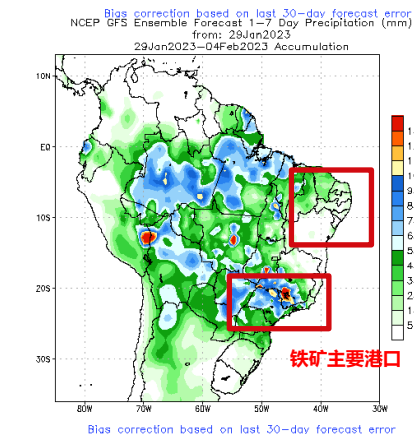 Bias correction based on last 30-day forecast error
NCEP GFS Ensemble Forecast 1-7 Day Precipitation (mm)
from: 29Jan2023
29Jan2023-04Feb2023 Accumulation
10N
EQ
10S
20S
30S
80W 70W 60W 50W 40W 30W
铁矿主要港口
Bias correction based on last 30-day forecast error